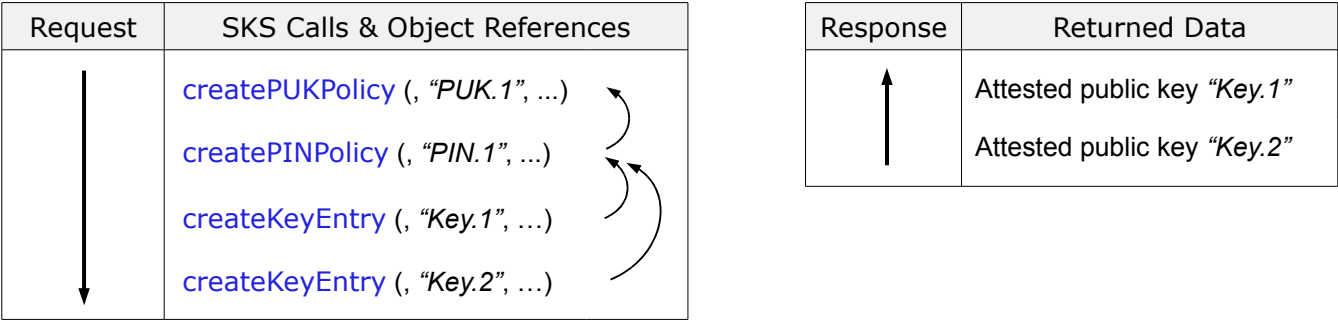 Request SKS Calls & Object References
createPUKPolicy (, “PUK.1”, ...)
createPINPolicy (, “PIN.1”, ...)
createKeyEntry (, “Key.1”, …)
createKeyEntry (, “Key.2”, …)
Response Returned Data
Attested public key “Key.1”
Attested public key “Key.2”